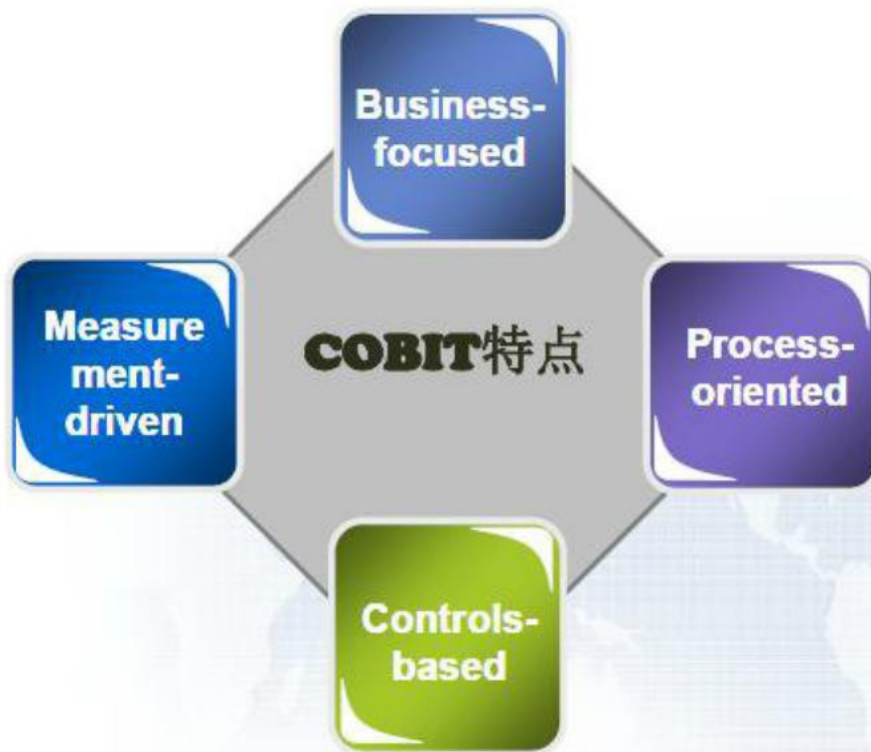 Business-
focused
Measure
ment-
driven
COBIT特点
Process-
oriented
Controls-
based